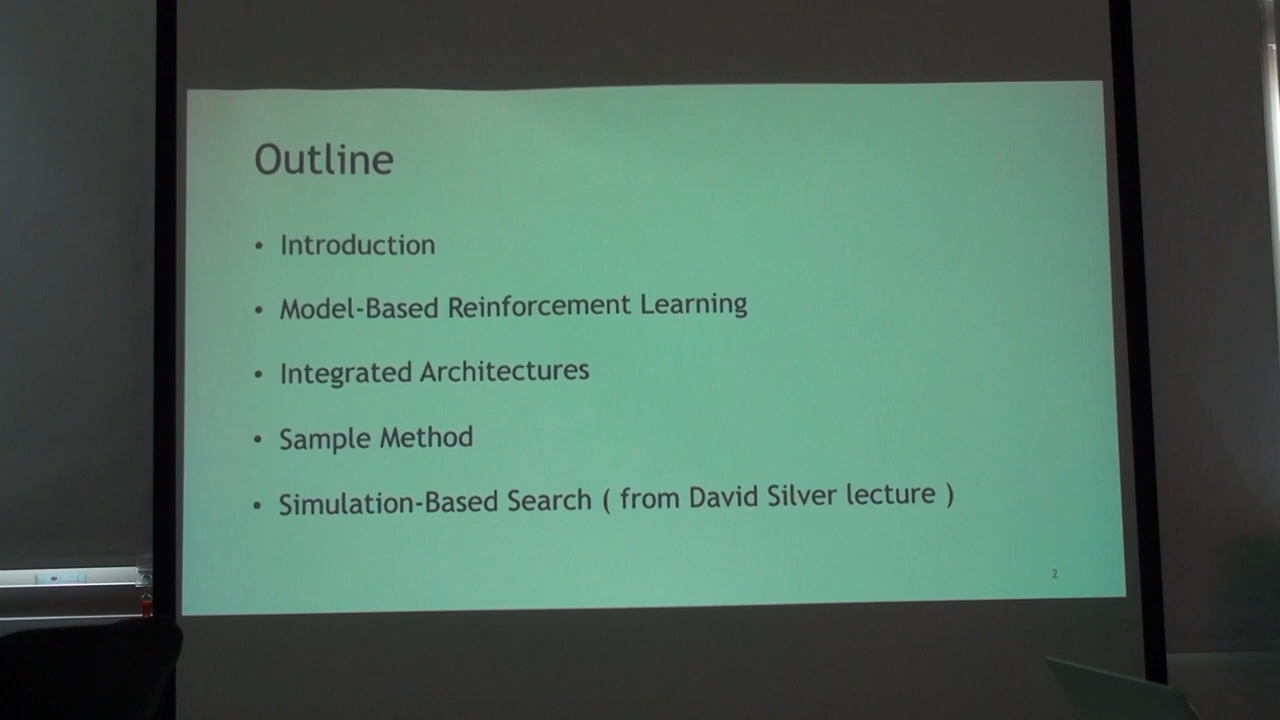 Outline
• Introduction
• Model-Based Reinforcement Learning
• Integrated Architectures
• Sample Method
• Simulation-Based Search ( from David Silver lecture )
2